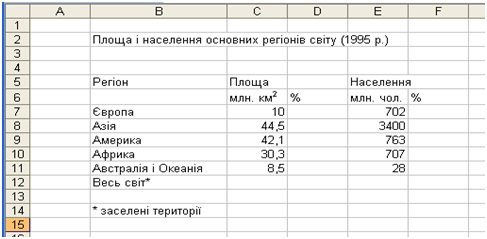 A B C D E F
1
2 Площа і населення основних регіонів світу (1995 р.)
3
4
5 Регіон Площа Населення
6 млн. км² % млн. чол. %
7 Європа 10 702
8 Азія 44,5 3400
9 Америка 42,1 763
10 Африка 30,3 707
11 Австралія і Океанія 8,5 28
12 Весь світ*
13
14 * заселені території
15
16